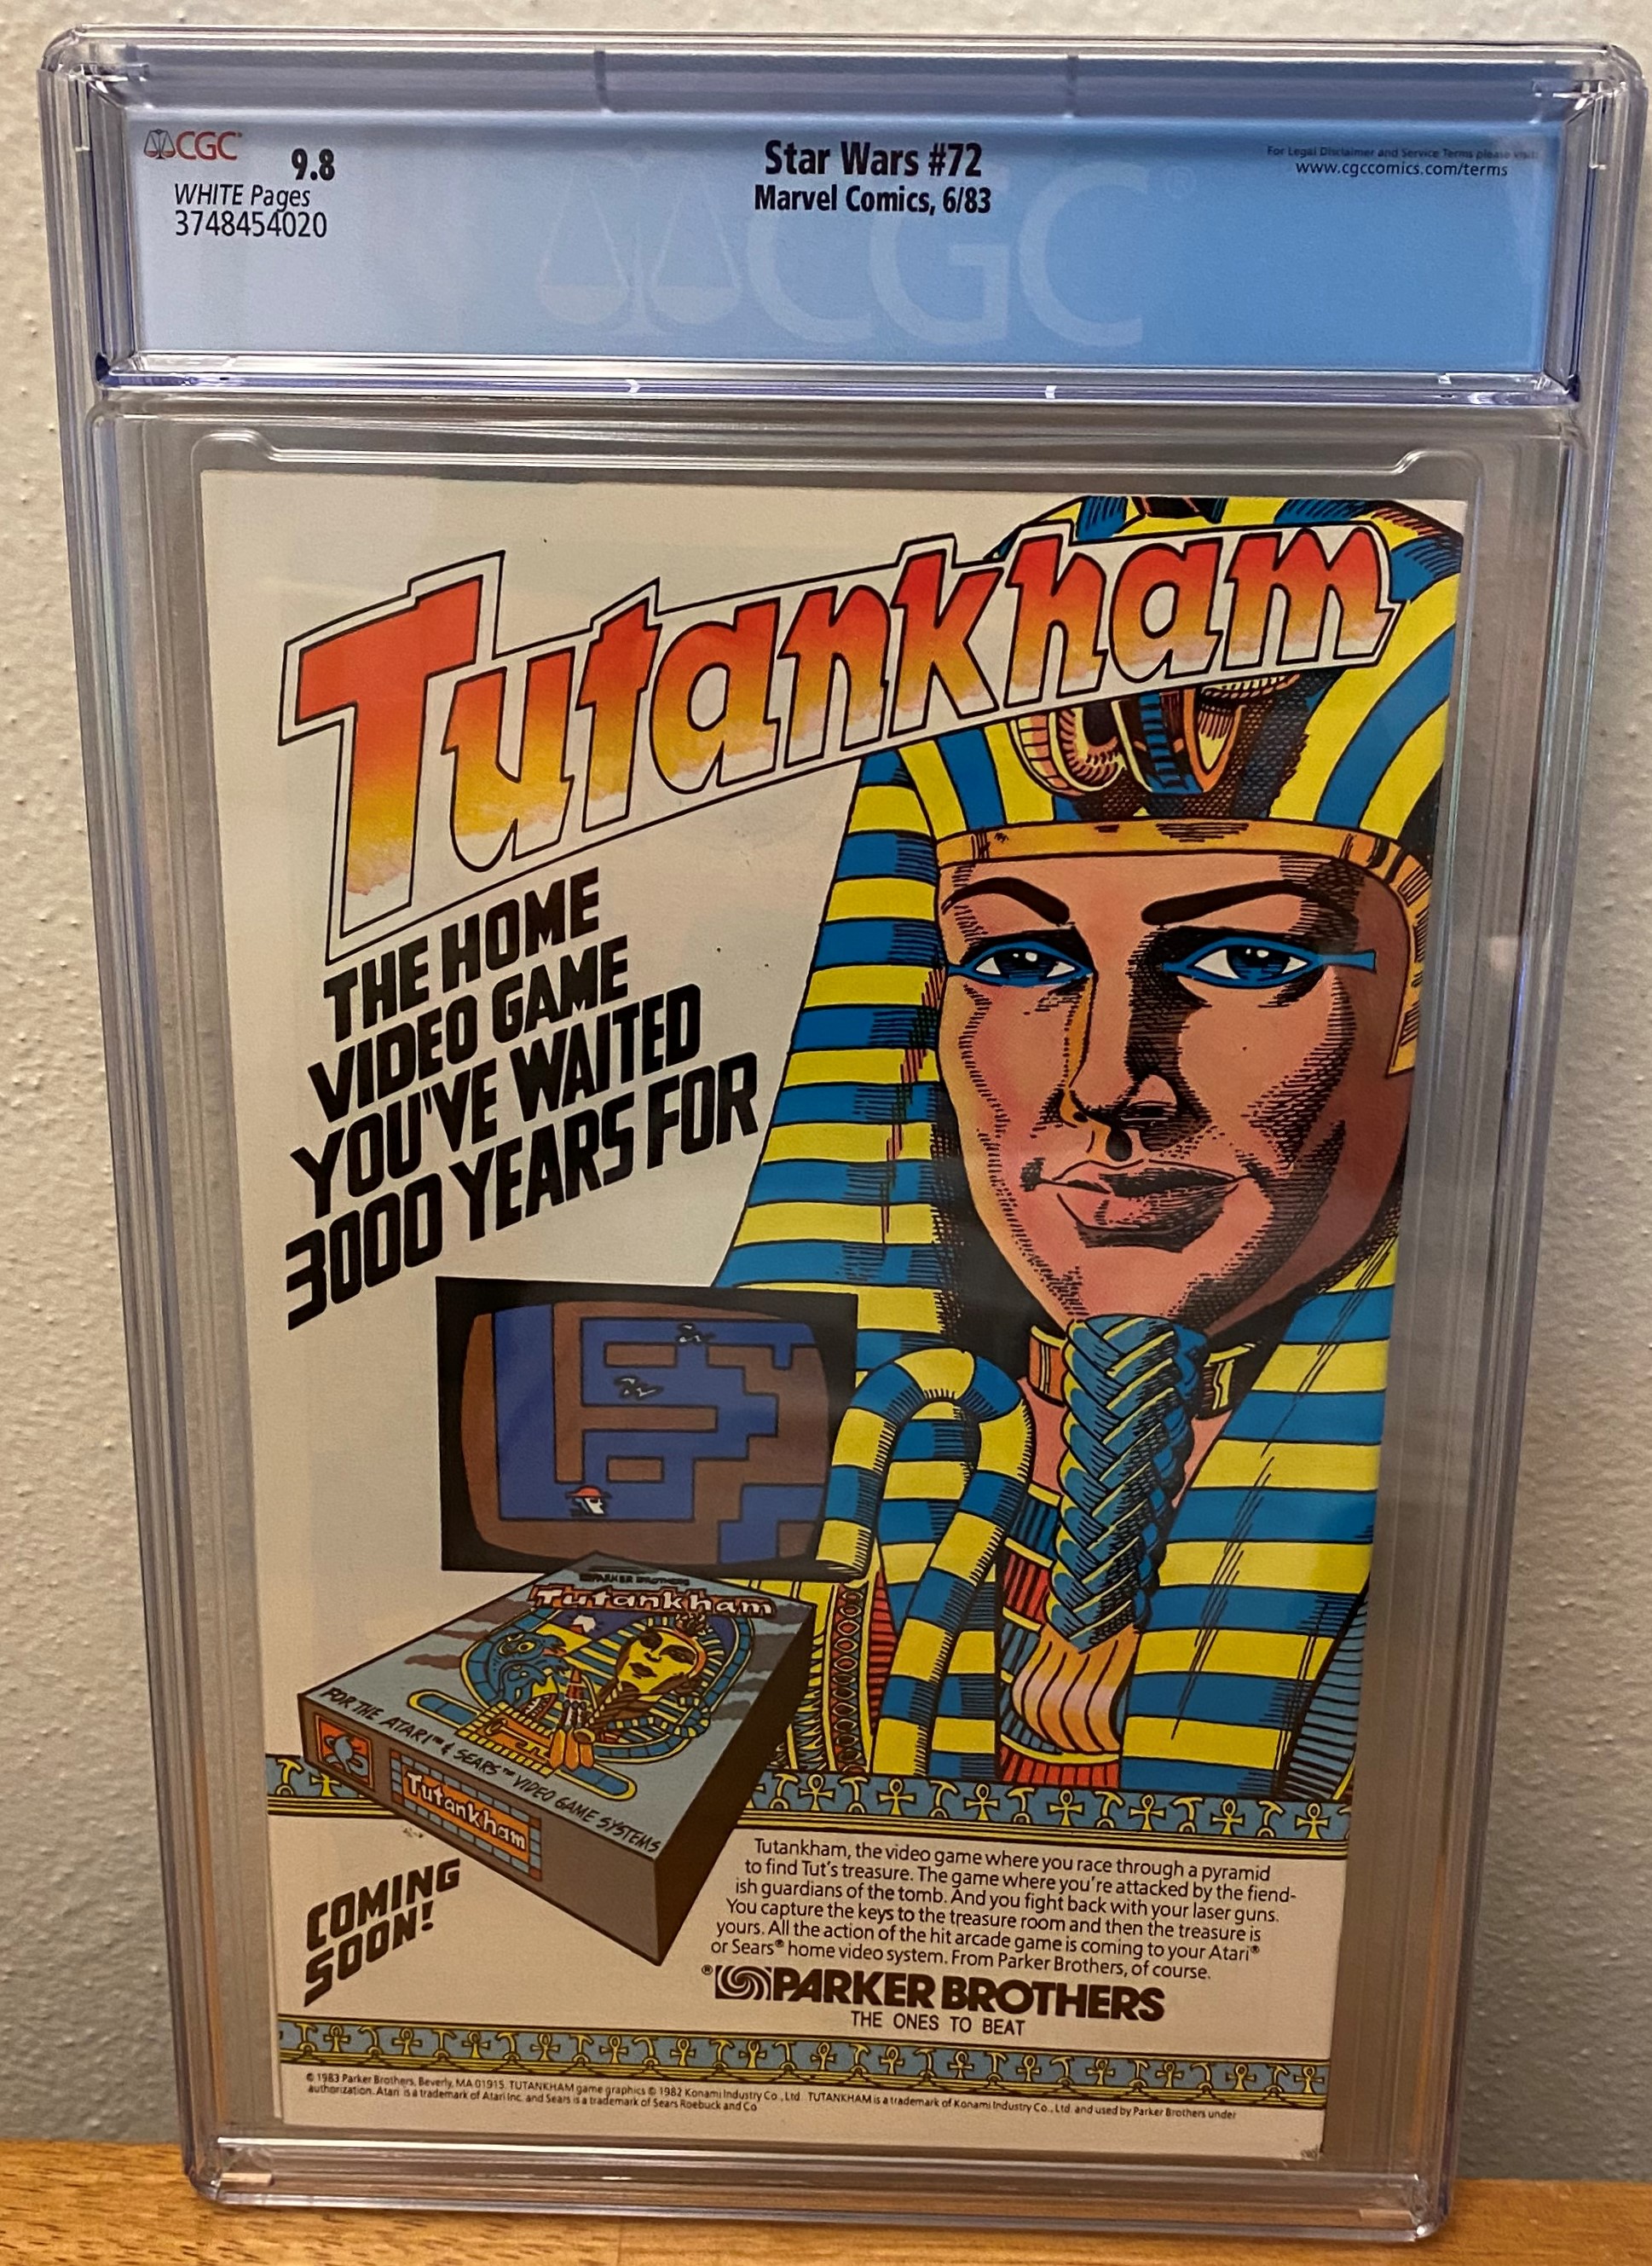 CGC
9.8
WHITE Pages
3748454020
Star Wars #72
Marvel Comics, 6/83
For Legal Disclaimer and Service Terms please visit:
www.cgccomics.com/terms
CGC
Tutankham
THE HOME
VIDEO GAME
YOU'VE WAITED
3000 YEARS FOR
PARKER BROTHERS
Tutankham
FOR THE ATARI™ & SEARS™ VIDEO GAME SYSTEMS
Tutankham
COMING
SOON!
Tutankham, the video game where you race through a pyramid
to find Tut's treasure. The game where you're attacked by the fiend-
ish guardians of the tomb. And you fight back with your laser guns.
You capture the keys to the treasure room and then the treasure is
yours. All the action of the hit arcade game is coming to your Atari®
or Sears® home video system. From Parker Brothers, of course.
® PARKER BROTHERS
THE ONES TO BEAT
© 1983 Parker Brothers, Beverly, MA 01915. TUTANKHAM game graphics © 1982 Konami Industry Co., Ltd. TUTANKHAM is a trademark of Konami Industry Co., Ltd. and used by Parker Brothers under
authorization. Atari is a trademark of Atari Inc. and Sears is a trademark of Sears Roebuck and Co